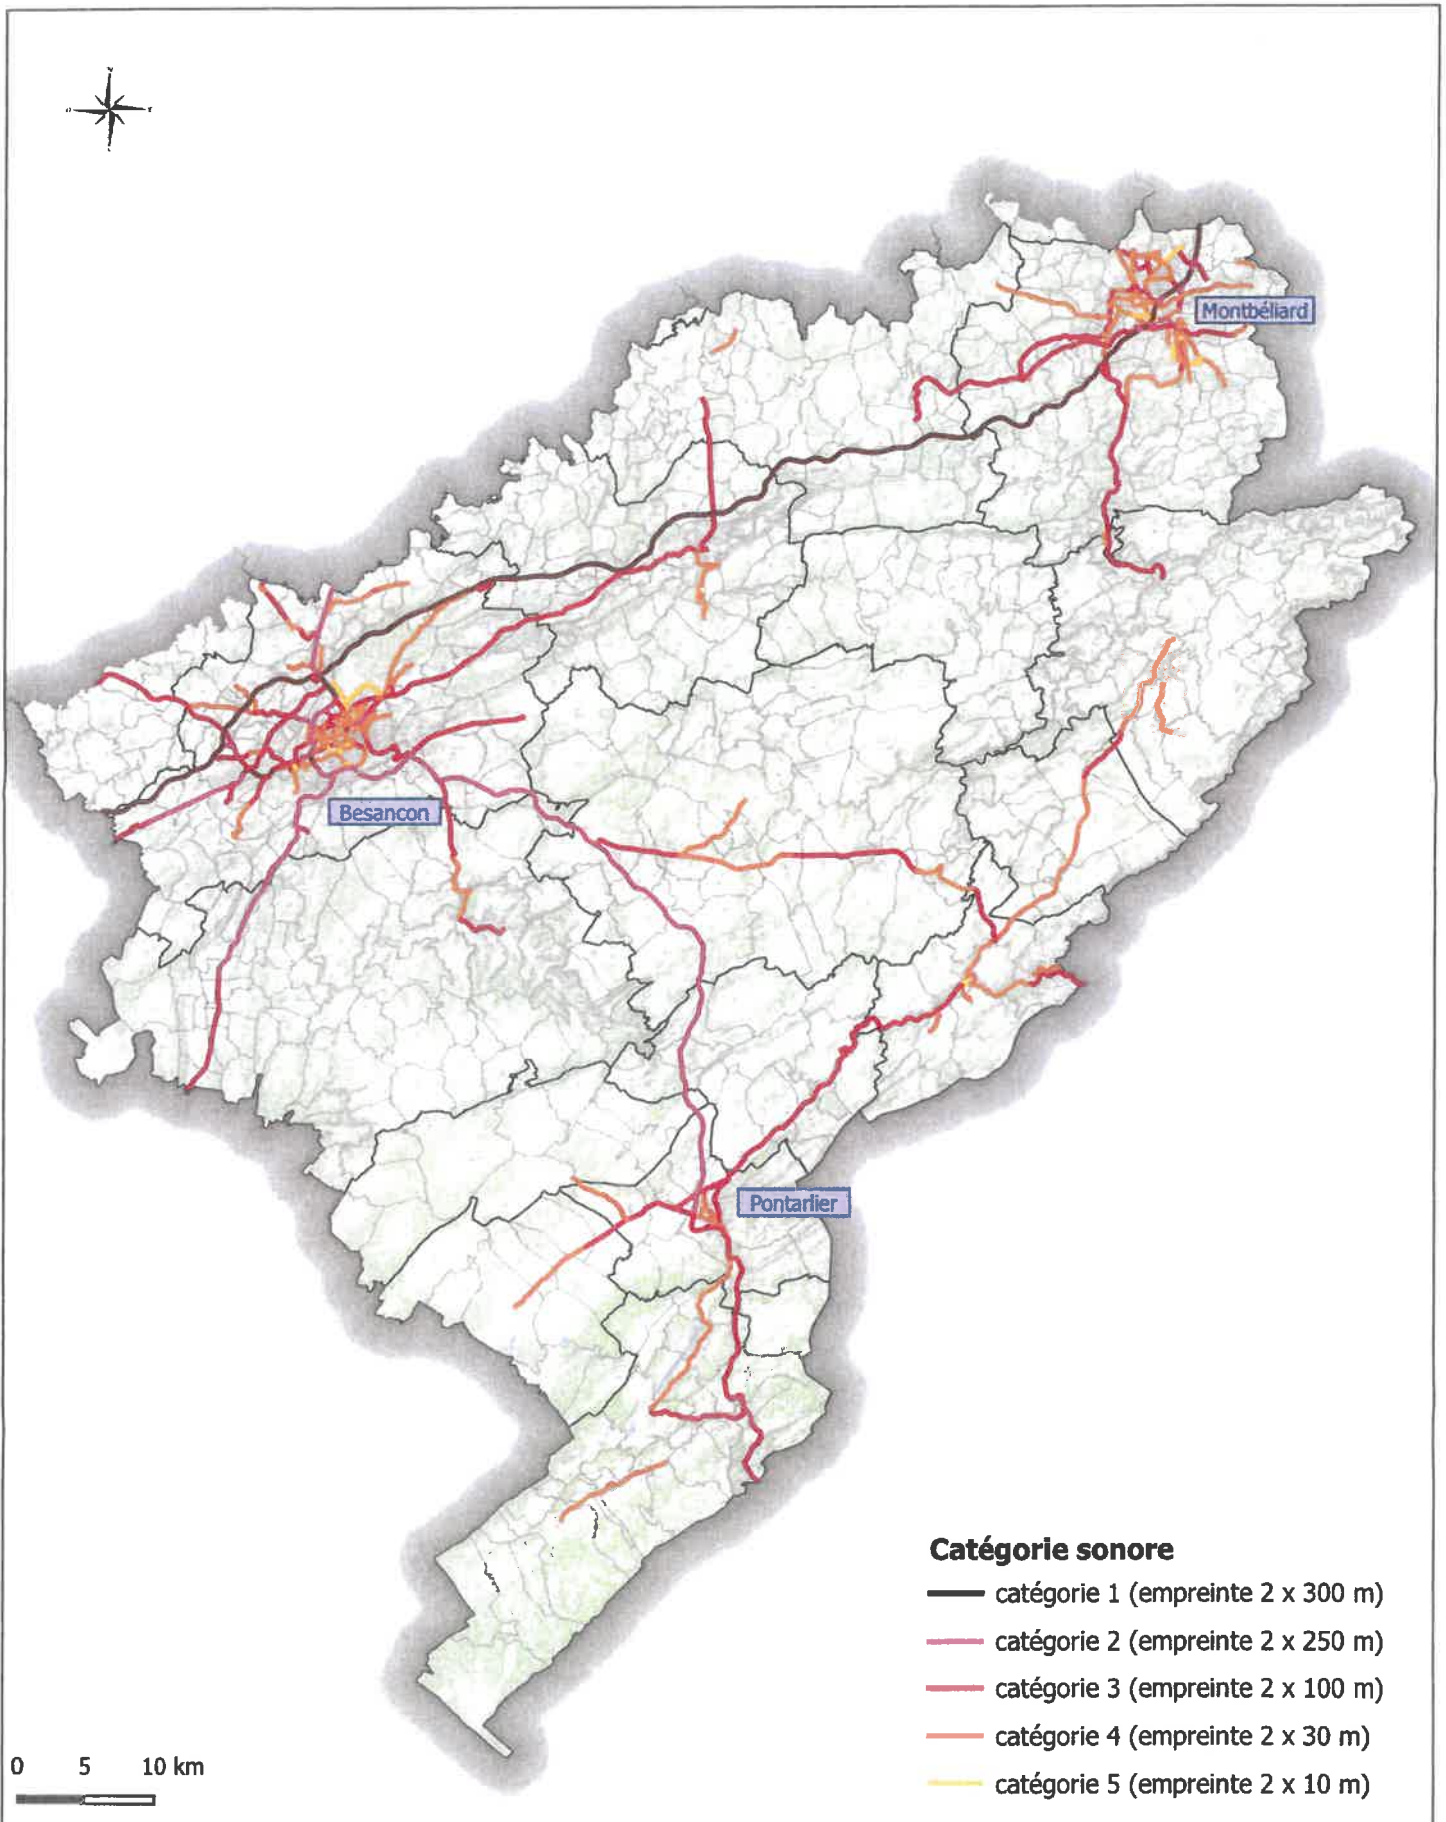 Montbéliard
Besancon
Pontarlier
Catégorie sonore
catégorie 1 (empreinte 2 x 300 m)
catégorie 2 (empreinte 2 x 250 m)
catégorie 3 (empreinte 2 x 100 m)
catégorie 4 (empreinte 2 x 30 m)
catégorie 5 (empreinte 2 x 10 m)
0 5 10 km